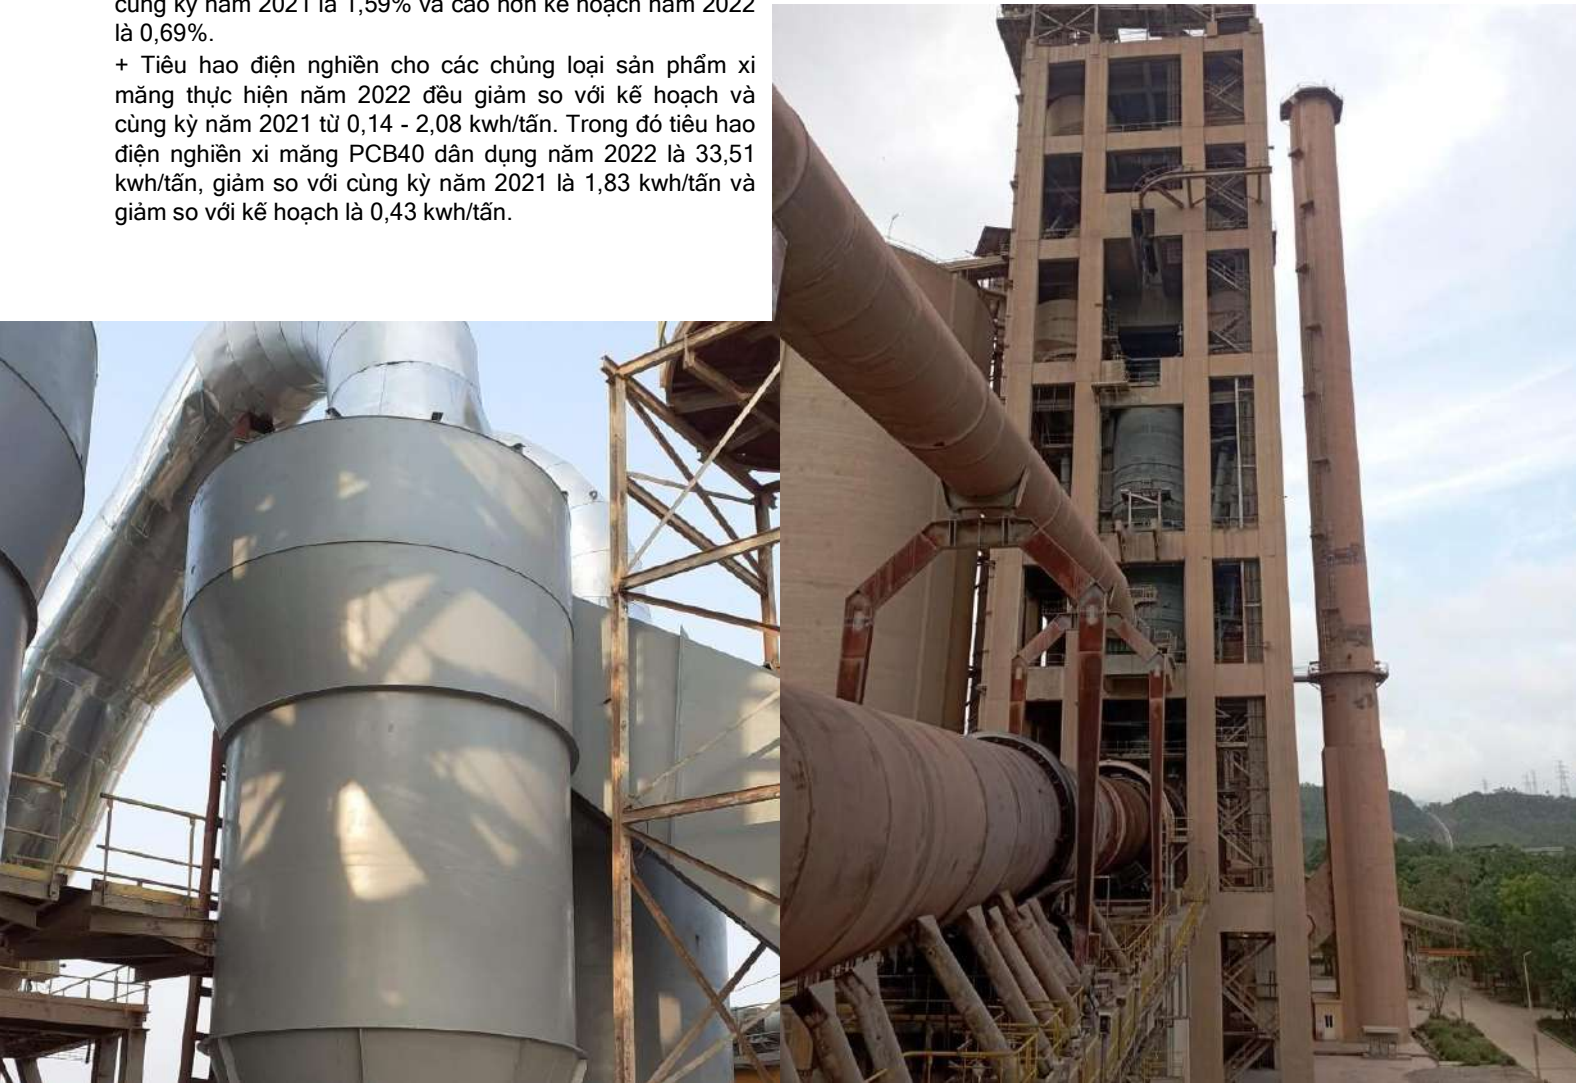 cùng kỳ năm 2021 là 1,59% và cao hơn kế hoạch năm 2022
là 0,69%.
+ Tiêu hao điện nghiền cho các chủng loại sản phẩm xi
măng thực hiện năm 2022 đều giảm so với kế hoạch và
cùng kỳ năm 2021 từ 0,14 - 2,08 kwh/tấn. Trong đó tiêu hao
điện nghiền xi măng PCB40 dân dụng năm 2022 là 33,51
kwh/tấn, giảm so với cùng kỳ năm 2021 là 1,83 kwh/tấn và
giảm so với kế hoạch là 0,43 kwh/tấn.